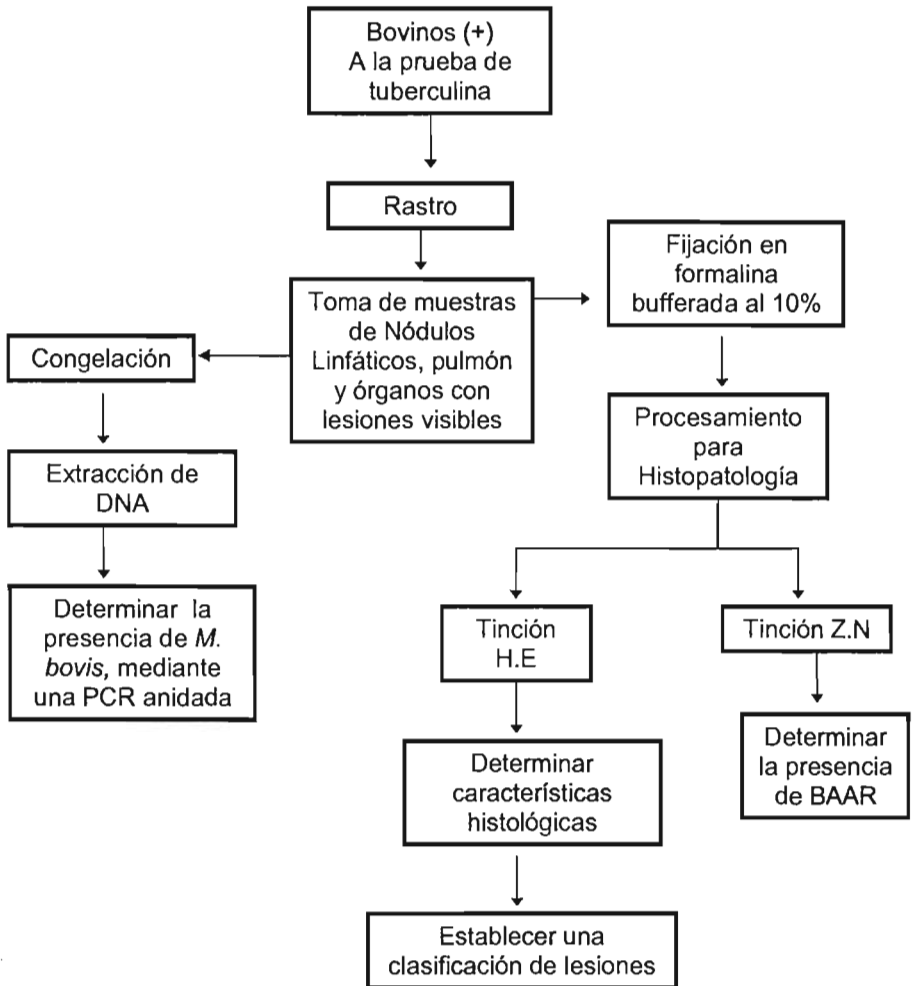 Bovinos (+)
A la prueba de
tuberculina
Rastro
Toma de muestras
de Nódulos
Linfáticos, pulmón
y órganos con
lesiones visibles
Congelación
Extracción de
DNA
Determinar la
presencia de M.
bovis, mediante
una PCR anidada
Fijación en
formalina
bufferada al 10%
Procesamiento
para
Histopatología
Tinción
H.E
Determinar
características
histológicas
Establecer una
clasificación de lesiones
Tinción Z.N
Determinar
la presencia
de BAAR